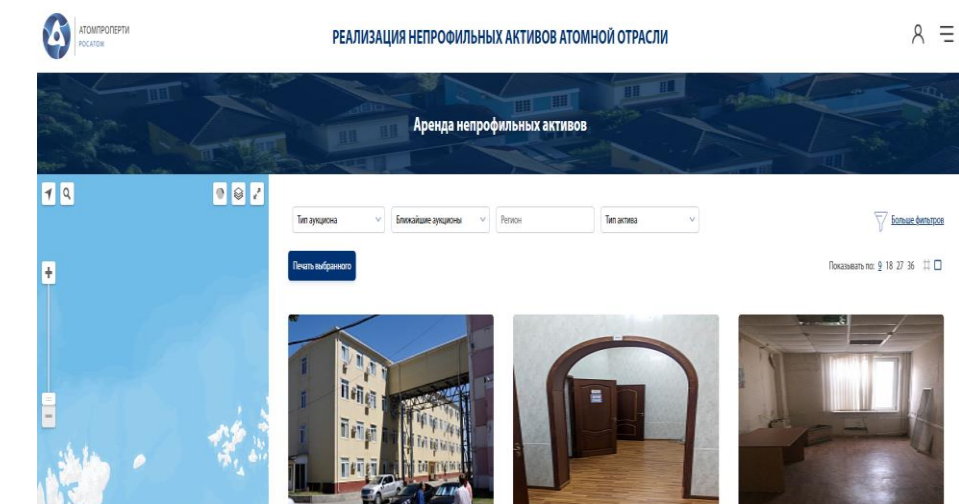 АТОМПРОПЕРТИ
РОСАТОМ
РЕАЛИЗАЦИЯ НЕПРОФИЛЬНЫХ АКТИВОВ АТОМНОЙ ОТРАСЛИ
Аренда непрофильных активов
Тип аукциона
Ближайшие аукционы
Регион
Тип актива
Больше фильтров
Печать выбранного
Показывать по: 9 18 27 36